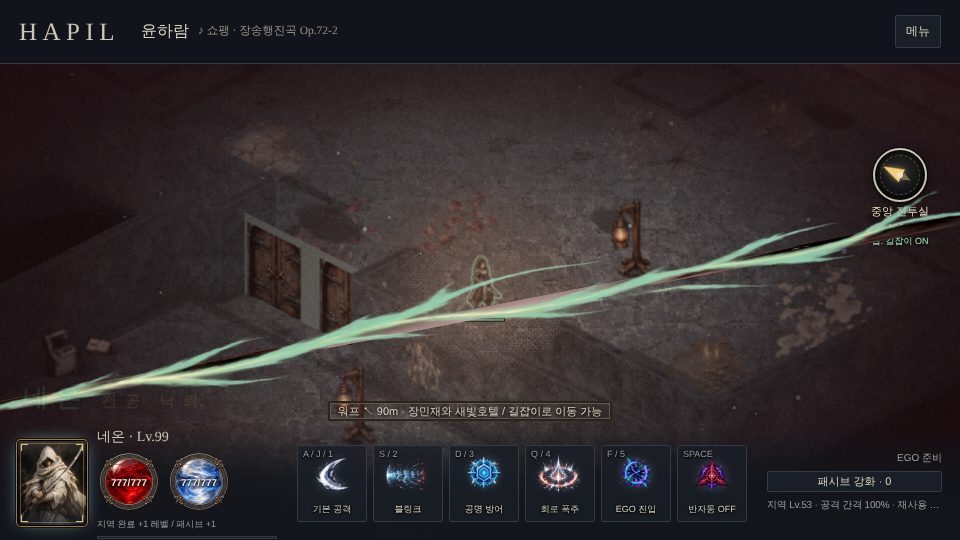 HAPIL 윤하람 ♪ 쇼팽 · 장송행진곡 Op.72-2 메뉴
길잡이 ON
워프 ↖ 90m · 장민재와 새빛호텔 / 길잡이로 이동 가능
네온 · Lv.99
777/777 777/777
지역 완료 +1 레벨 / 패시브 +1
A / J / 1 S / 2 D / 3 Q / 4 F / 5 SPACE
기본 공격 블링크 공명 방어 회로 폭주 EGO 진입 반자동 OFF
EGO 준비
패시브 강화 · 0
지역 Lv.53 · 공격 간격 100% · 재사용 …